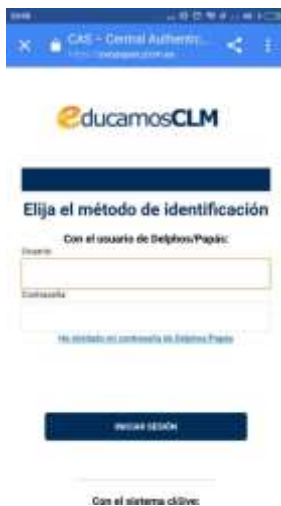 CAS – Central Authentic...
educamosCLM
Elija el método de identificación
Con el usuario de Delphos/Papás:
Usuario
Contraseña
He olvidado mi contraseña de Delphos/Papás
INICIAR SESIÓN
Con el sistema cl@ve: